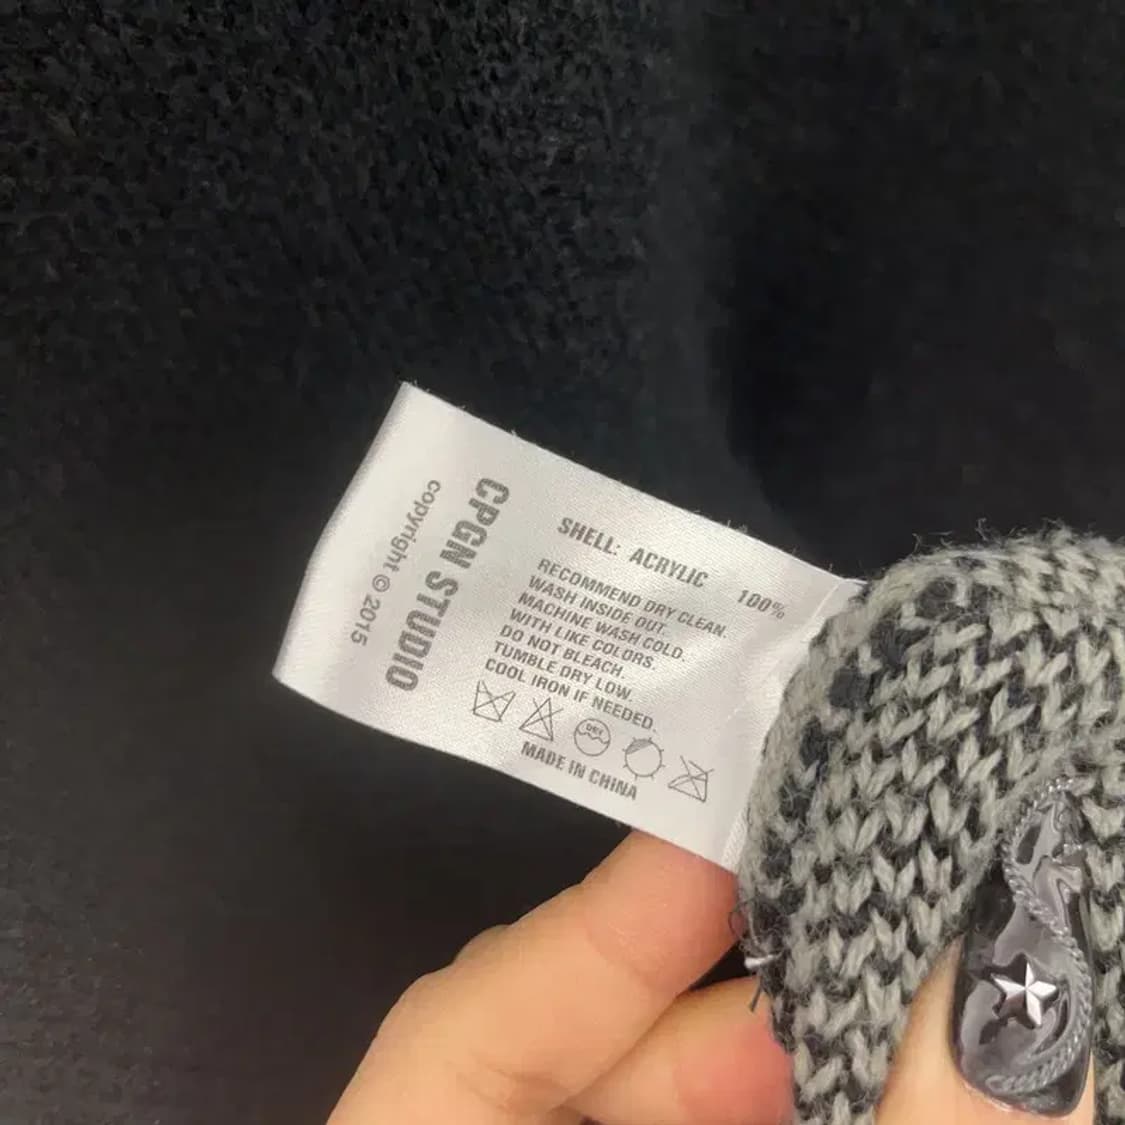 CPGN STUDIO
copyright © 2015
SHELL: ACRYLIC 100%
RECOMMEND DRY CLEAN.
WASH INSIDE OUT.
MACHINE WASH COLD.
WITH LIKE COLORS.
DO NOT BLEACH.
TUMBLE DRY LOW.
COOL IRON IF NEEDED.
DRY
MADE IN CHINA